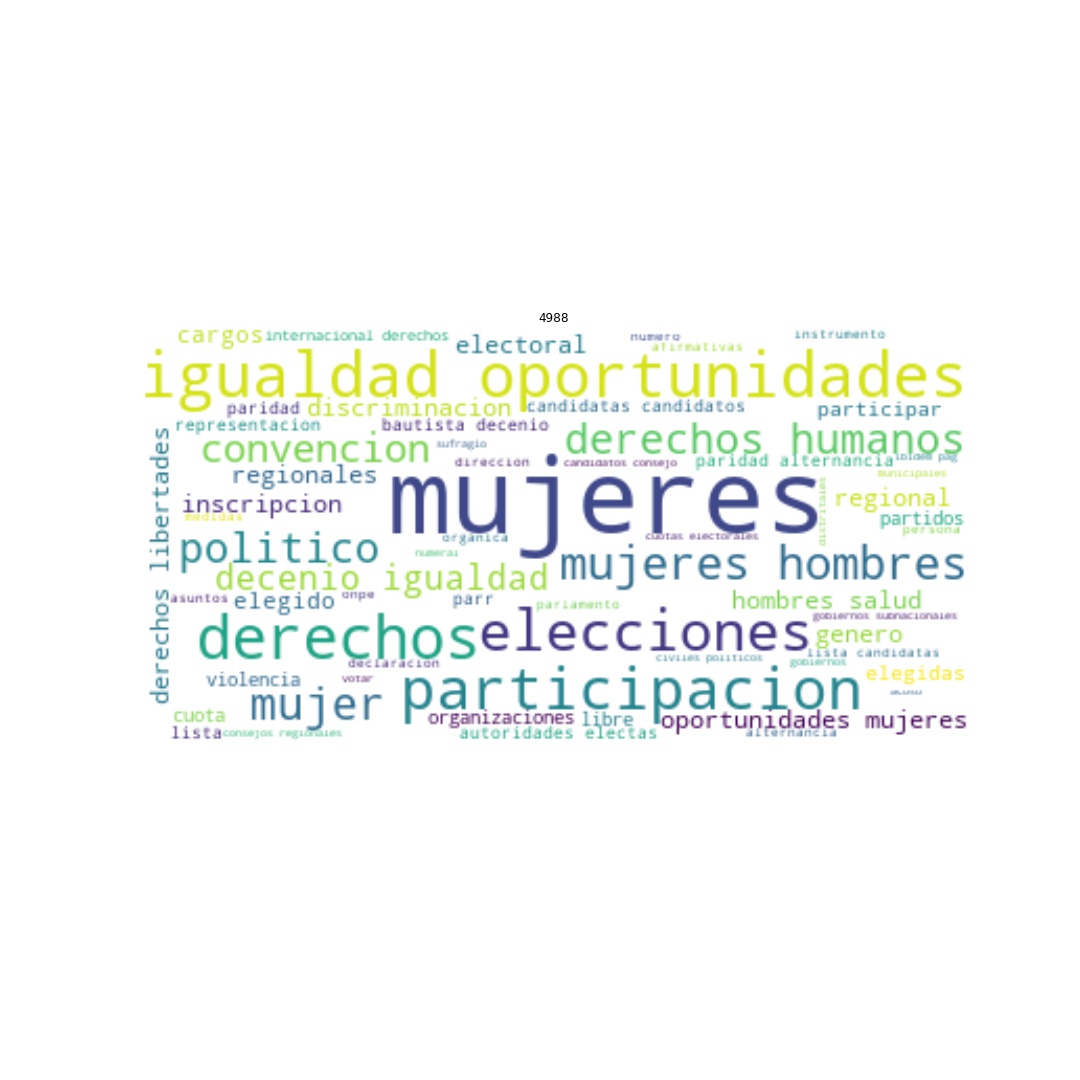 4988
cargos
internacional derechos
electoral
numero
instrumento
afirmativas
igualdad oportunidades
paridad
discriminacion
candidatas candidatos
participar
representacion
bautista decenio
derechos humanos
convencion
sufragio
direccion
candidatos consejo
paridad alternancia
regionales
mujeres
municipales
inscripcion
medidas
regional
distritales
partidos
persona
derechos libertades
politico
organica
cuotas electorales
numeral
mujeres hombres
decenio igualdad
asuntos
elegido
onpe
parr
parlamento
hombres salud
gobiernos subnacionales
derechos
elecciones
genero
declaracion
civiles politicos
lista candidatas
gobiernos
violencia
votar
participacion
elegidas
mujer
acoso
cuota
organizaciones
libre
oportunidades mujeres
lista
consejos regionales
autoridades electas
alternancia